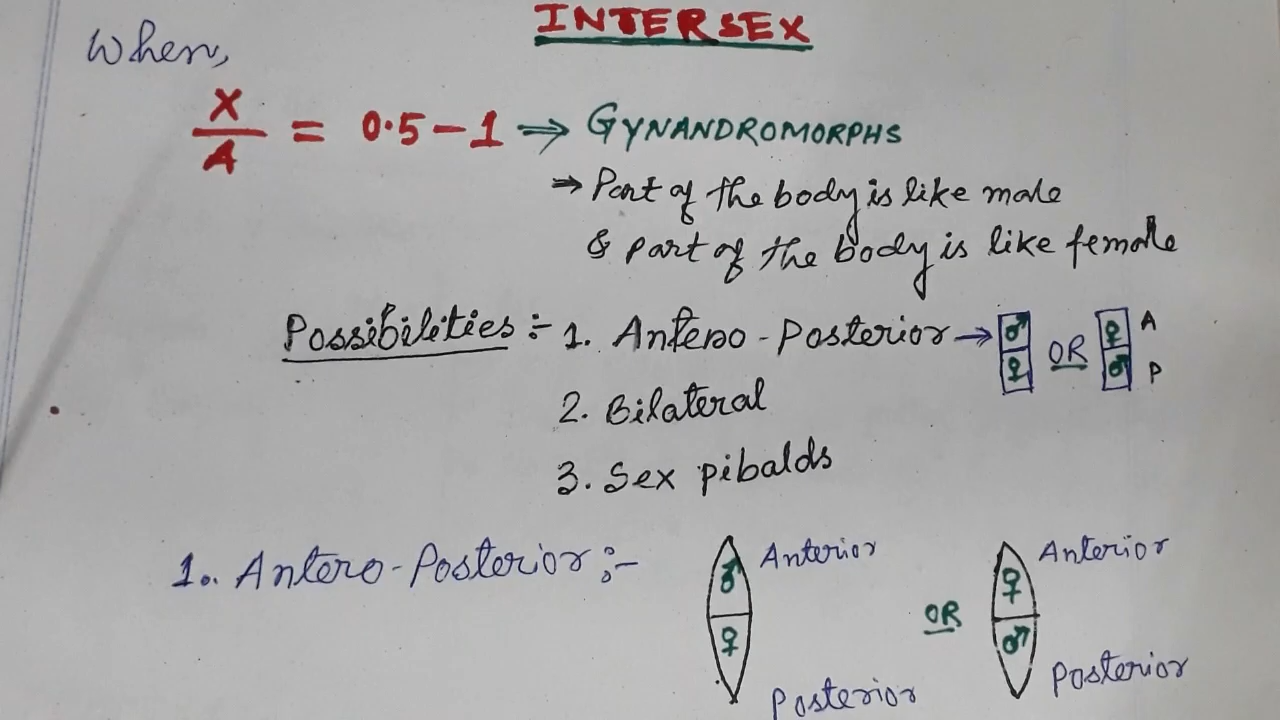 INTERSEX
When,
X/A = 0.5-1 ⇒ GYNANDROMORPHS
⇒ Part of the body is like male
& part of the body is like female
Possibilities :- 1. Antero-Posterior → ♂ ♀ OR ♀ ♂ A P
2. Bilateral
3. Sex pibalds
1. Antero-Posterior :-
♂ Anterior
♀ Posterior
OR
♀ Anterior
♂ Posterior